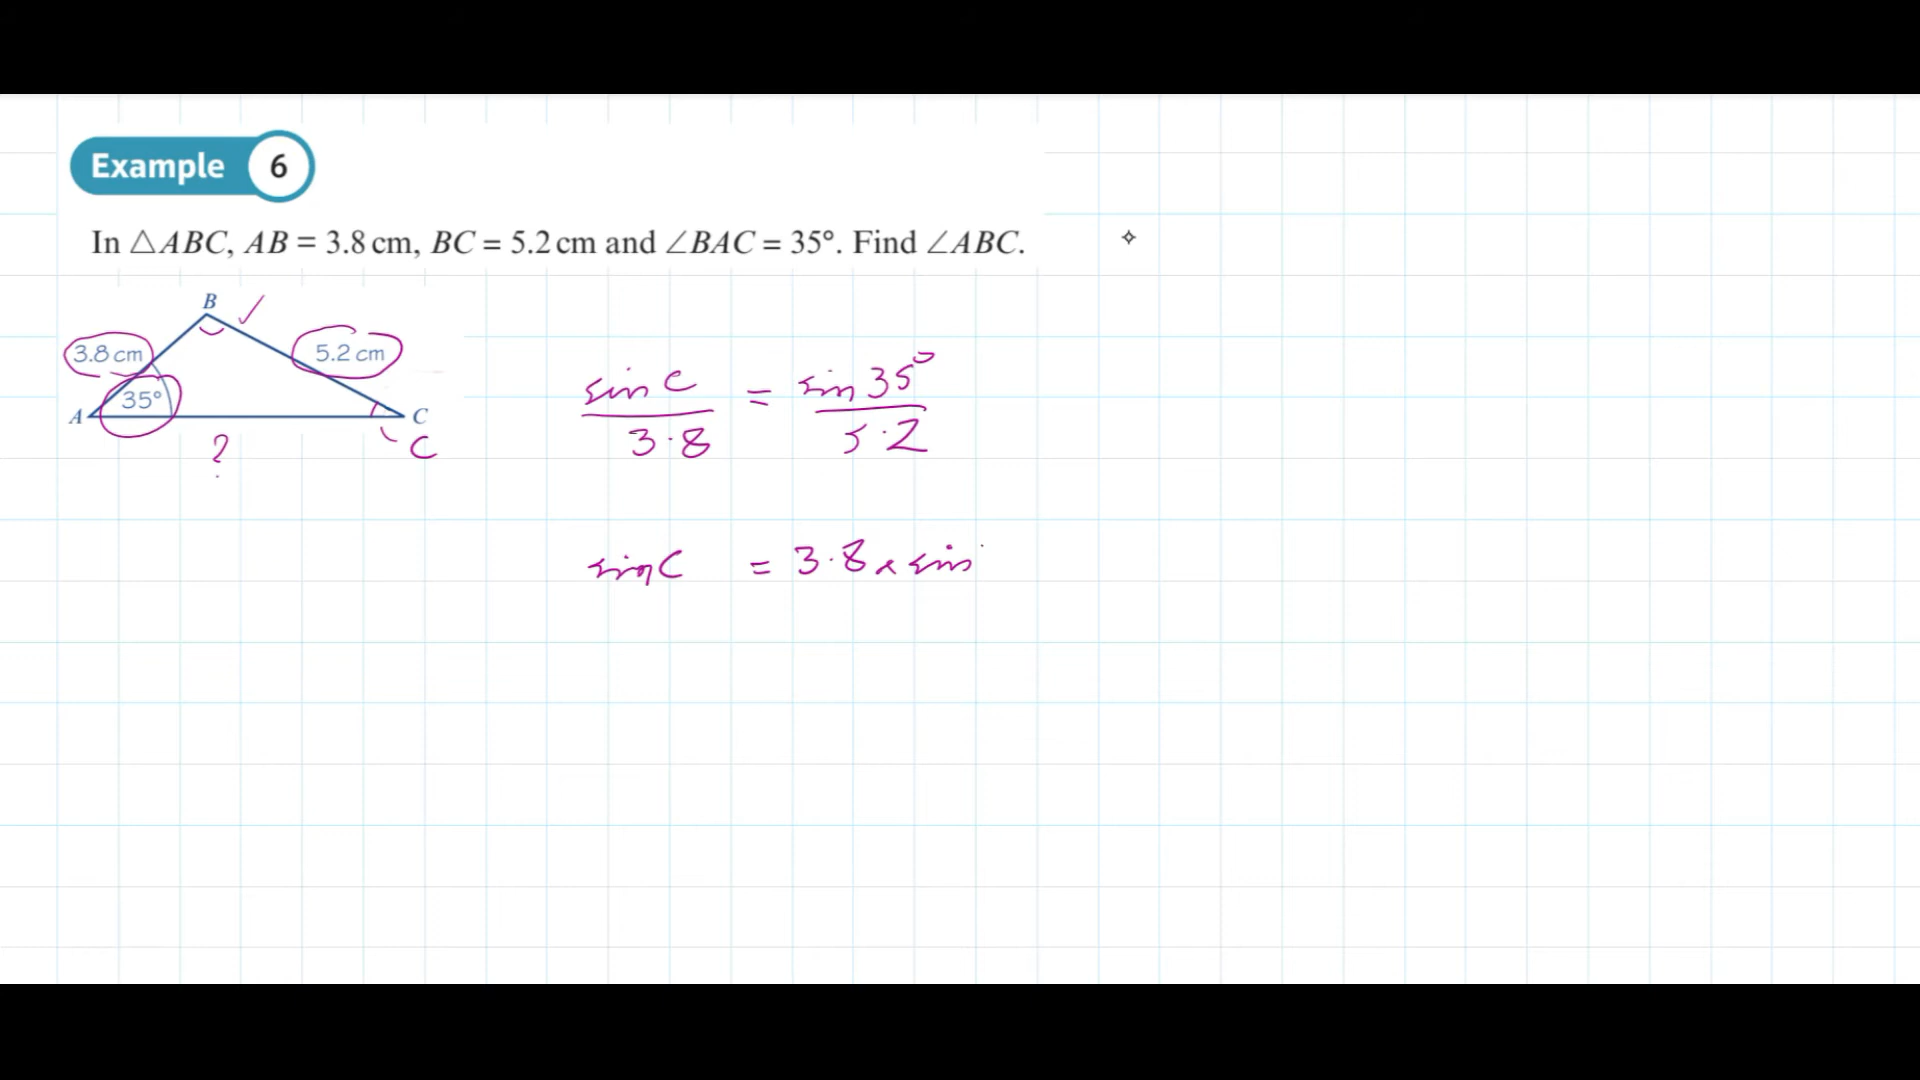 Example 6
In △ABC, AB = 3.8 cm, BC = 5.2 cm and ∠BAC = 35°. Find ∠ABC.
B
3.8 cm
5.2 cm
35°
A
C
?
C
sin C = sin 35°
3.8 5.2
sin C = 3.8 × sin